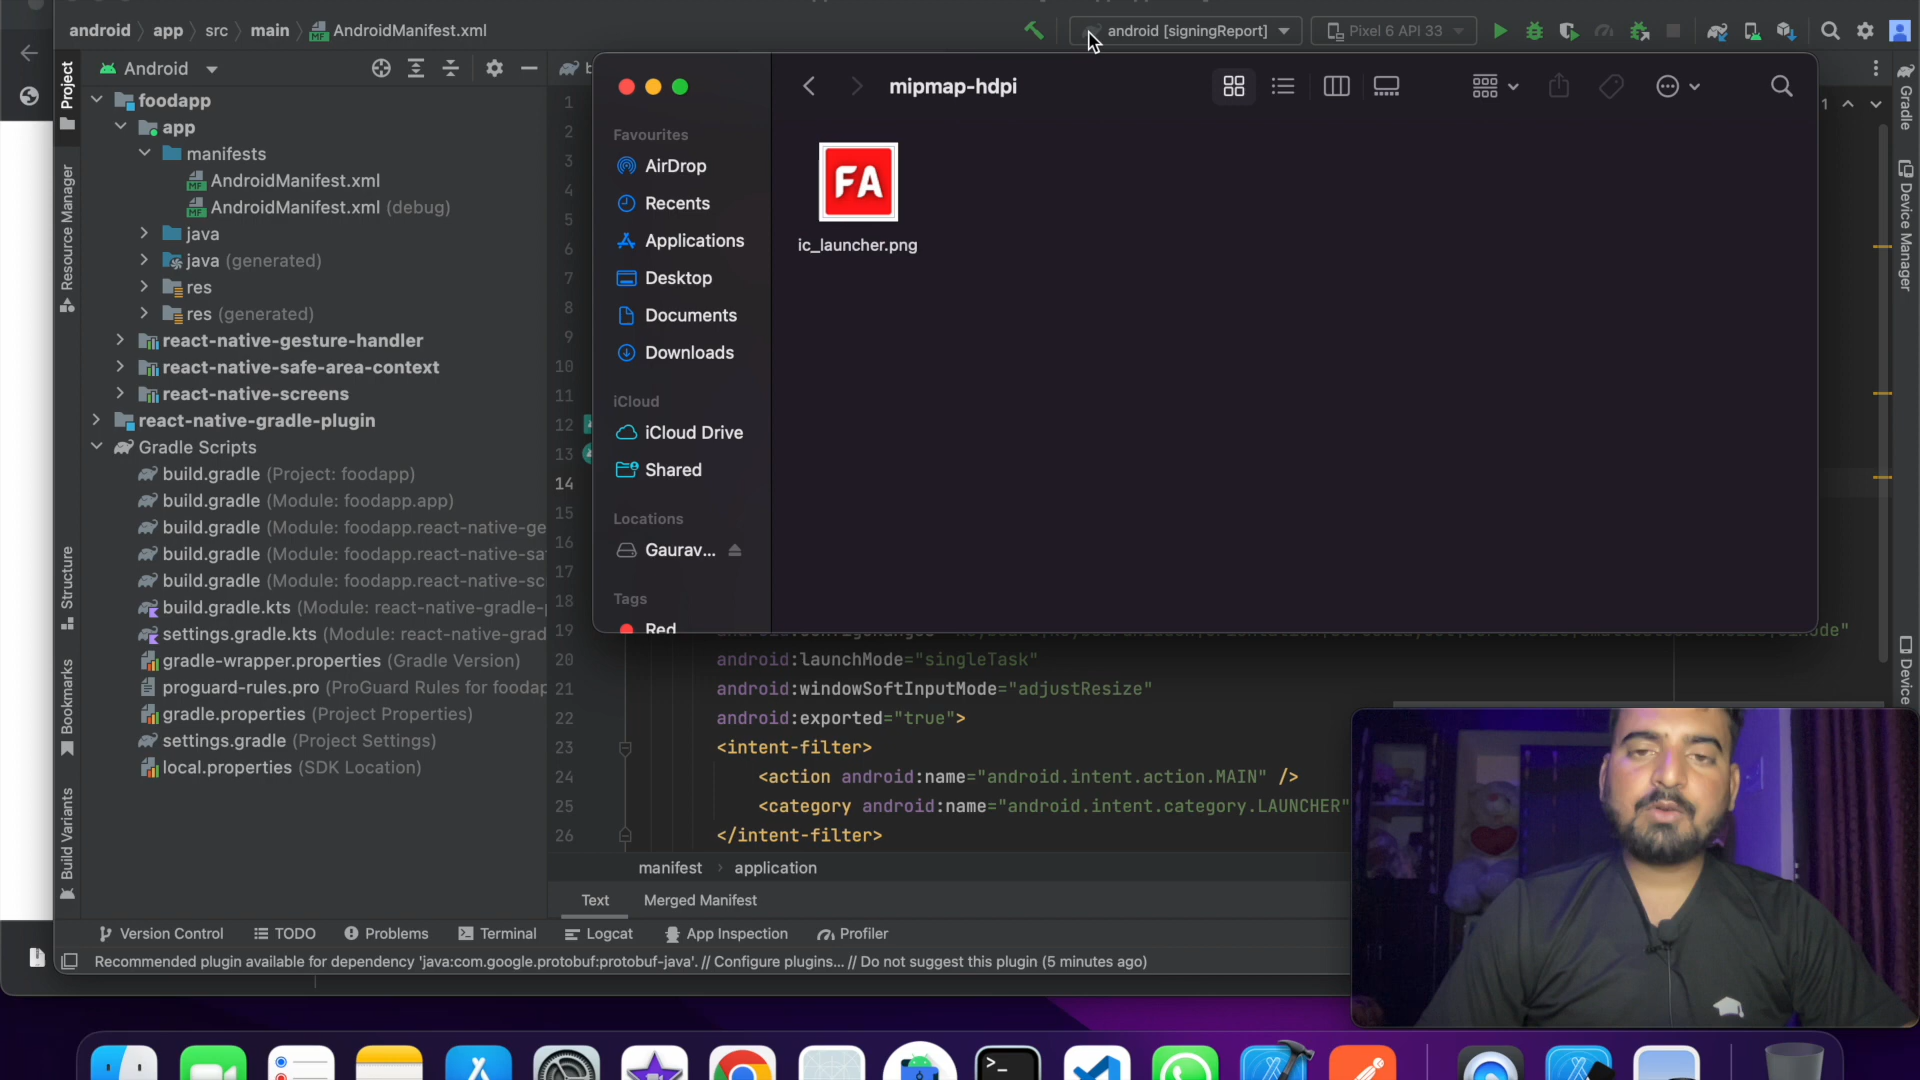 android > app > src > main > AndroidManifest.xml
android [signingReport]
Pixel 6 API 33
Android
Project
Resource Manager
Structure
Bookmarks
Build Variants
foodapp
app
manifests
AndroidManifest.xml
AndroidManifest.xml (debug)
java
java (generated)
res
res (generated)
react-native-gesture-handler
react-native-safe-area-context
react-native-screens
react-native-gradle-plugin
Gradle Scripts
build.gradle (Project: foodapp)
build.gradle (Module: foodapp.app)
build.gradle (Module: foodapp.react-native-ge
build.gradle (Module: foodapp.react-native-sa
build.gradle (Module: foodapp.react-native-sc
build.gradle.kts (Module: react-native-gradle-
settings.gradle.kts (Module: react-native-grad
gradle-wrapper.properties (Gradle Version)
proguard-rules.pro (ProGuard Rules for foodap
gradle.properties (Project Properties)
settings.gradle (Project Settings)
local.properties (SDK Location)
mipmap-hdpi
Favourites
AirDrop
Recents
Applications
Desktop
Documents
Downloads
iCloud
iCloud Drive
Shared
Locations
Gaurav...
Tags
Red
FA
ic_launcher.png
1
2
3
4
5
6
7
8
9
10
11
12
13
14
15
16
17
18
19
20 android:launchMode="singleTask"
21 android:windowSoftInputMode="adjustResize"
22 android:exported="true">
23 <intent-filter>
24 <action android:name="android.intent.action.MAIN" />
25 <category android:name="android.intent.category.LAUNCHER"
26 </intent-filter>
manifest > application
Text
Merged Manifest
1
Gradle
Device Manager
Device
Version Control
TODO
Problems
Terminal
Logcat
App Inspection
Profiler
Recommended plugin available for dependency 'java:com.google.protobuf:protobuf-java'. // Configure plugins... // Do not suggest this plugin (5 minutes ago)